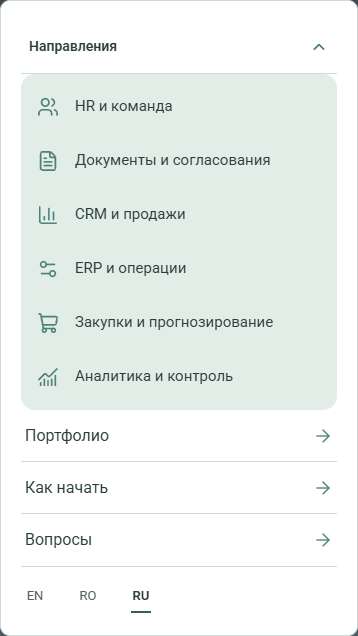 Направления
HR и команда
Документы и согласования
CRM и продажи
ERP и операции
Закупки и прогнозирование
Аналитика и контроль
Портфолио
Как начать
Вопросы
EN RO RU